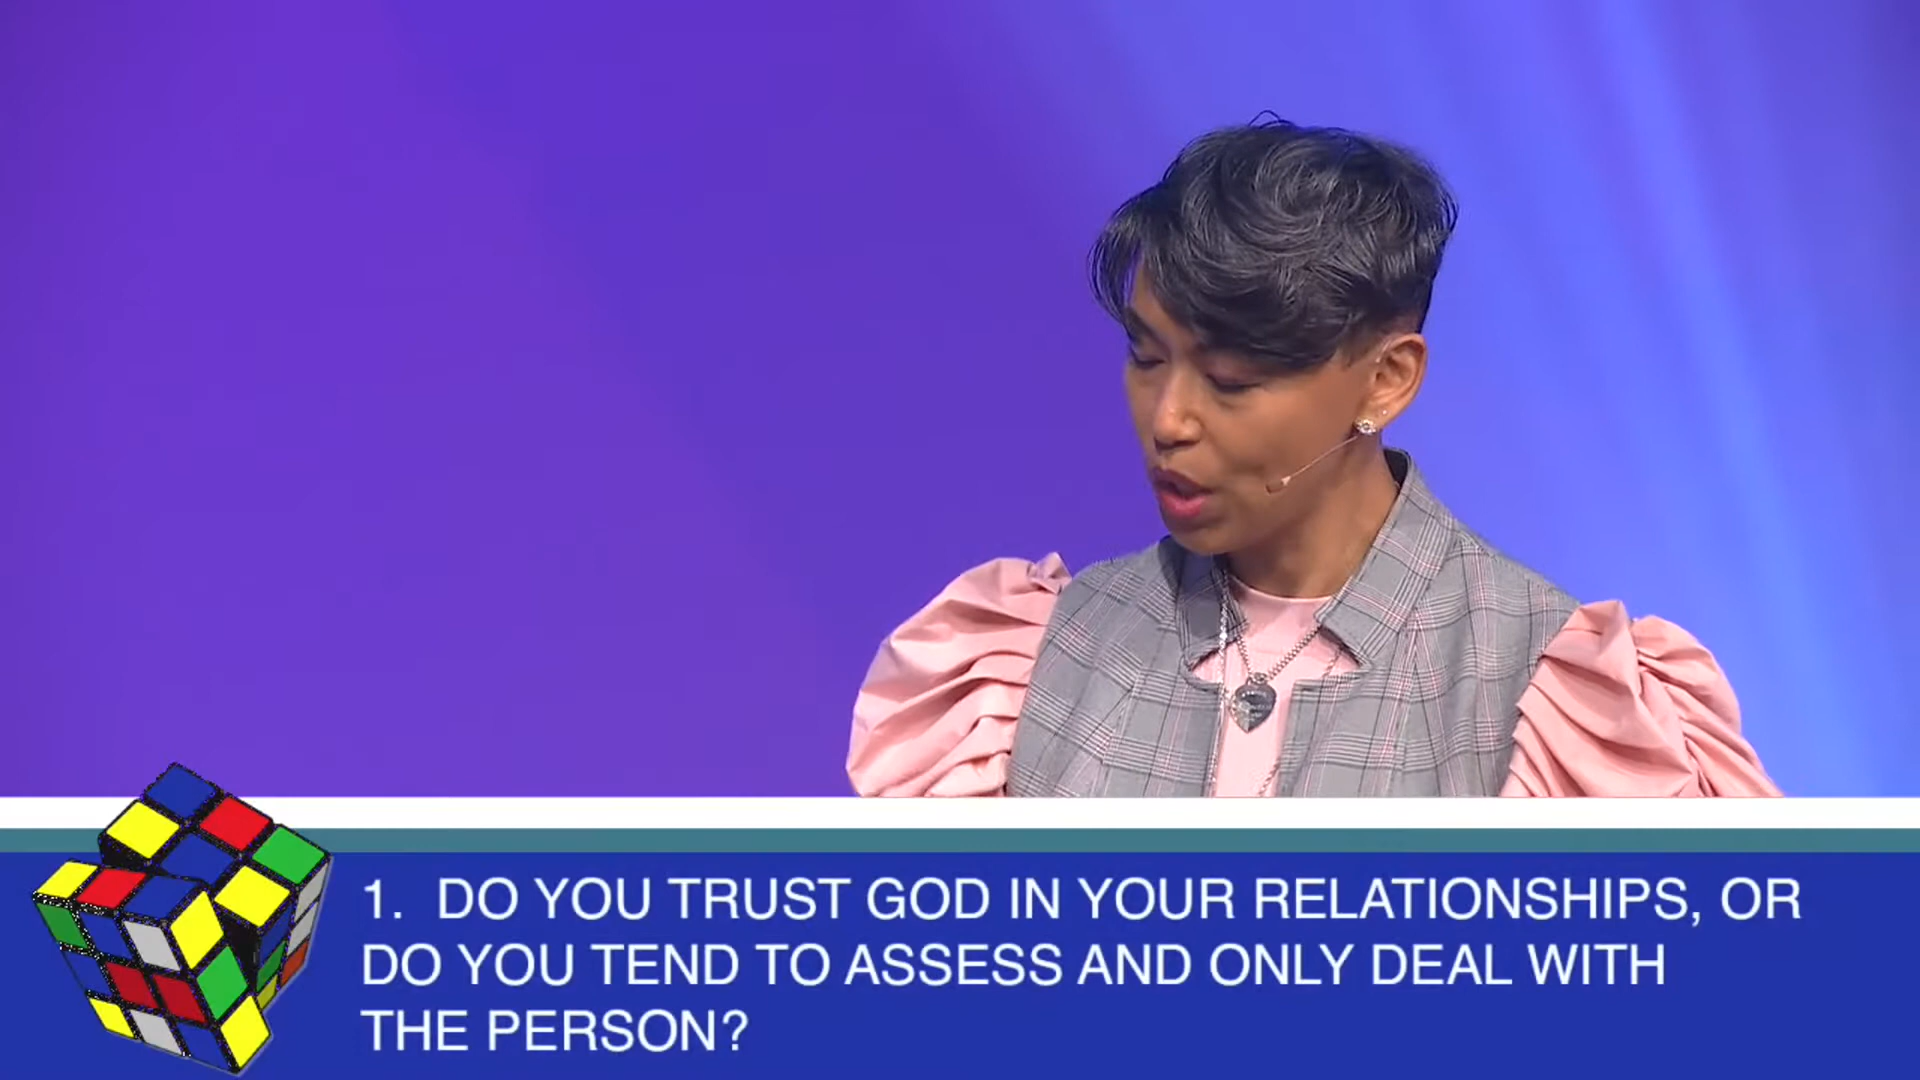 1. DO YOU TRUST GOD IN YOUR RELATIONSHIPS, OR
DO YOU TEND TO ASSESS AND ONLY DEAL WITH
THE PERSON?